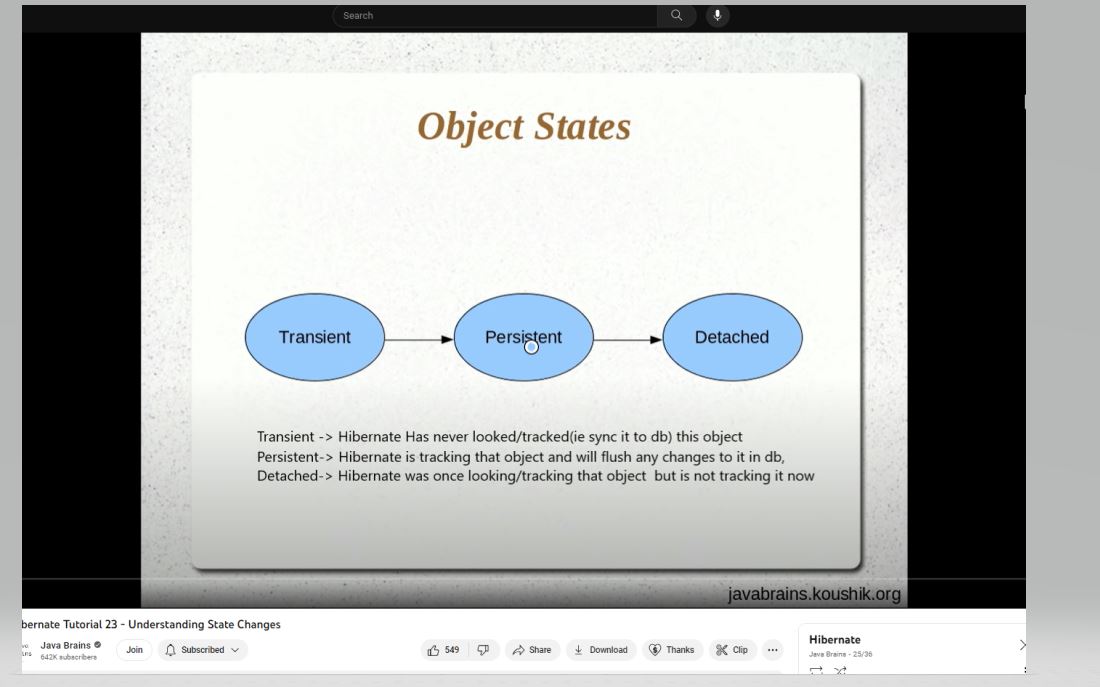 Search
Object States
Transient
Persistent
Detached
Transient -> Hibernate Has never looked/tracked(ie sync it to db) this object
Persistent-> Hibernate is tracking that object and will flush any changes to it in db,
Detached-> Hibernate was once looking/tracking that object but is not tracking it now
javabrains.koushik.org
bernate Tutorial 23 - Understanding State Changes
Java Brains
642K subscribers
Join
Subscribed
549
Share
Download
Thanks
Clip
Hibernate
Java Brains - 25/36